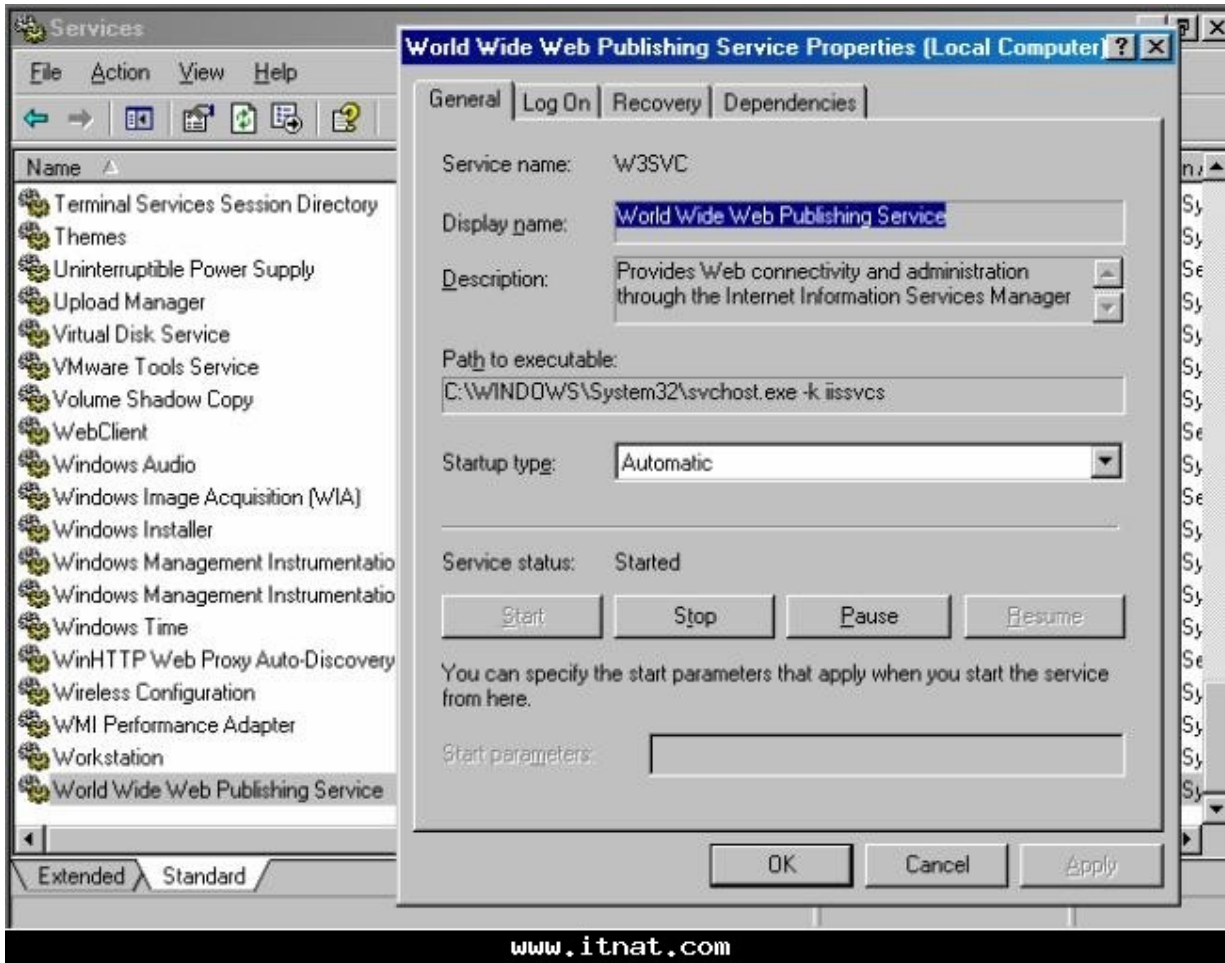 Services
File Action View Help
Name
Terminal Services Session Directory
Themes
Uninterruptible Power Supply
Upload Manager
Virtual Disk Service
VMware Tools Service
Volume Shadow Copy
WebClient
Windows Audio
Windows Image Acquisition (WIA)
Windows Installer
Windows Management Instrumentatio
Windows Management Instrumentatio
Windows Time
WinHTTP Web Proxy Auto-Discovery
Wireless Configuration
WMI Performance Adapter
Workstation
World Wide Web Publishing Service
Extended Standard
World Wide Web Publishing Service Properties (Local Computer)
General Log On Recovery Dependencies
Service name: W3SVC
Display name: World Wide Web Publishing Service
Description: Provides Web connectivity and administration
through the Internet Information Services Manager
Path to executable:
C:\WINDOWS\System32\svchost.exe -k iissvcs
Startup type: Automatic
Service status: Started
Start Stop Pause Resume
You can specify the start parameters that apply when you start the service
from here.
Start parameters:
OK Cancel Apply
www.itnat.com